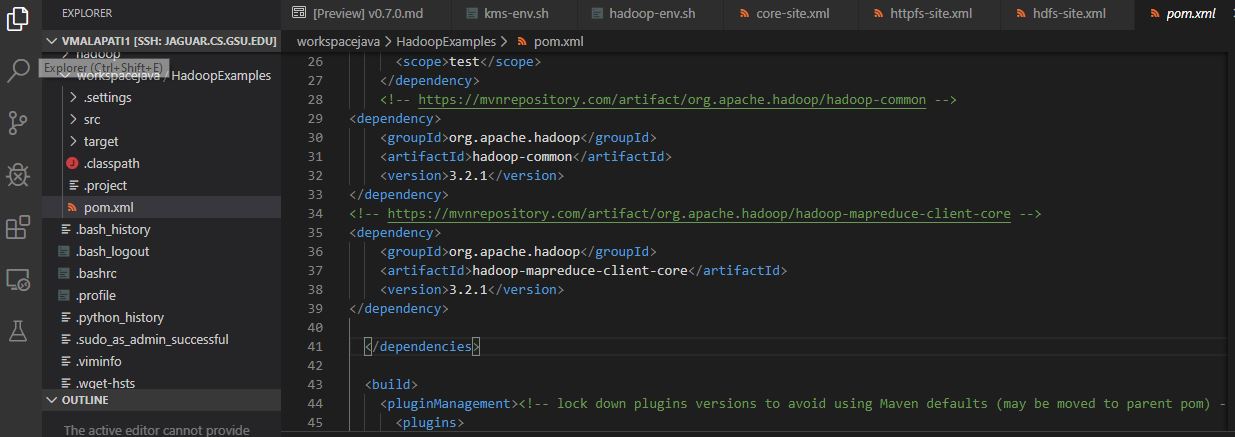 EXPLORER
[Preview] v0.7.0.md
kms-env.sh
hadoop-env.sh
core-site.xml
httpfs-site.xml
hdfs-site.xml
pom.xml
VMALAPATI1 [SSH: JAGUAR.CS.GSU.EDU]
hadoop
Explorer (Ctrl+Shift+E)
workspacejava / HadoopExamples
.settings
src
target
.classpath
.project
pom.xml
.bash_history
.bash_logout
.bashrc
.profile
.python_history
.sudo_as_admin_successful
.viminfo
.wget-hsts
OUTLINE
The active editor cannot provide
workspacejava > HadoopExamples > pom.xml
26 <scope>test</scope>
27 </dependency>
28 <!-- https://mvnrepository.com/artifact/org.apache.hadoop/hadoop-common -->
29 <dependency>
30 <groupId>org.apache.hadoop</groupId>
31 <artifactId>hadoop-common</artifactId>
32 <version>3.2.1</version>
33 </dependency>
34 <!-- https://mvnrepository.com/artifact/org.apache.hadoop/hadoop-mapreduce-client-core -->
35 <dependency>
36 <groupId>org.apache.hadoop</groupId>
37 <artifactId>hadoop-mapreduce-client-core</artifactId>
38 <version>3.2.1</version>
39 </dependency>
40
41 </dependencies>
42
43 <build>
44 <pluginManagement><!-- lock down plugins versions to avoid using Maven defaults (may be moved to parent pom) -
45 <plugins>